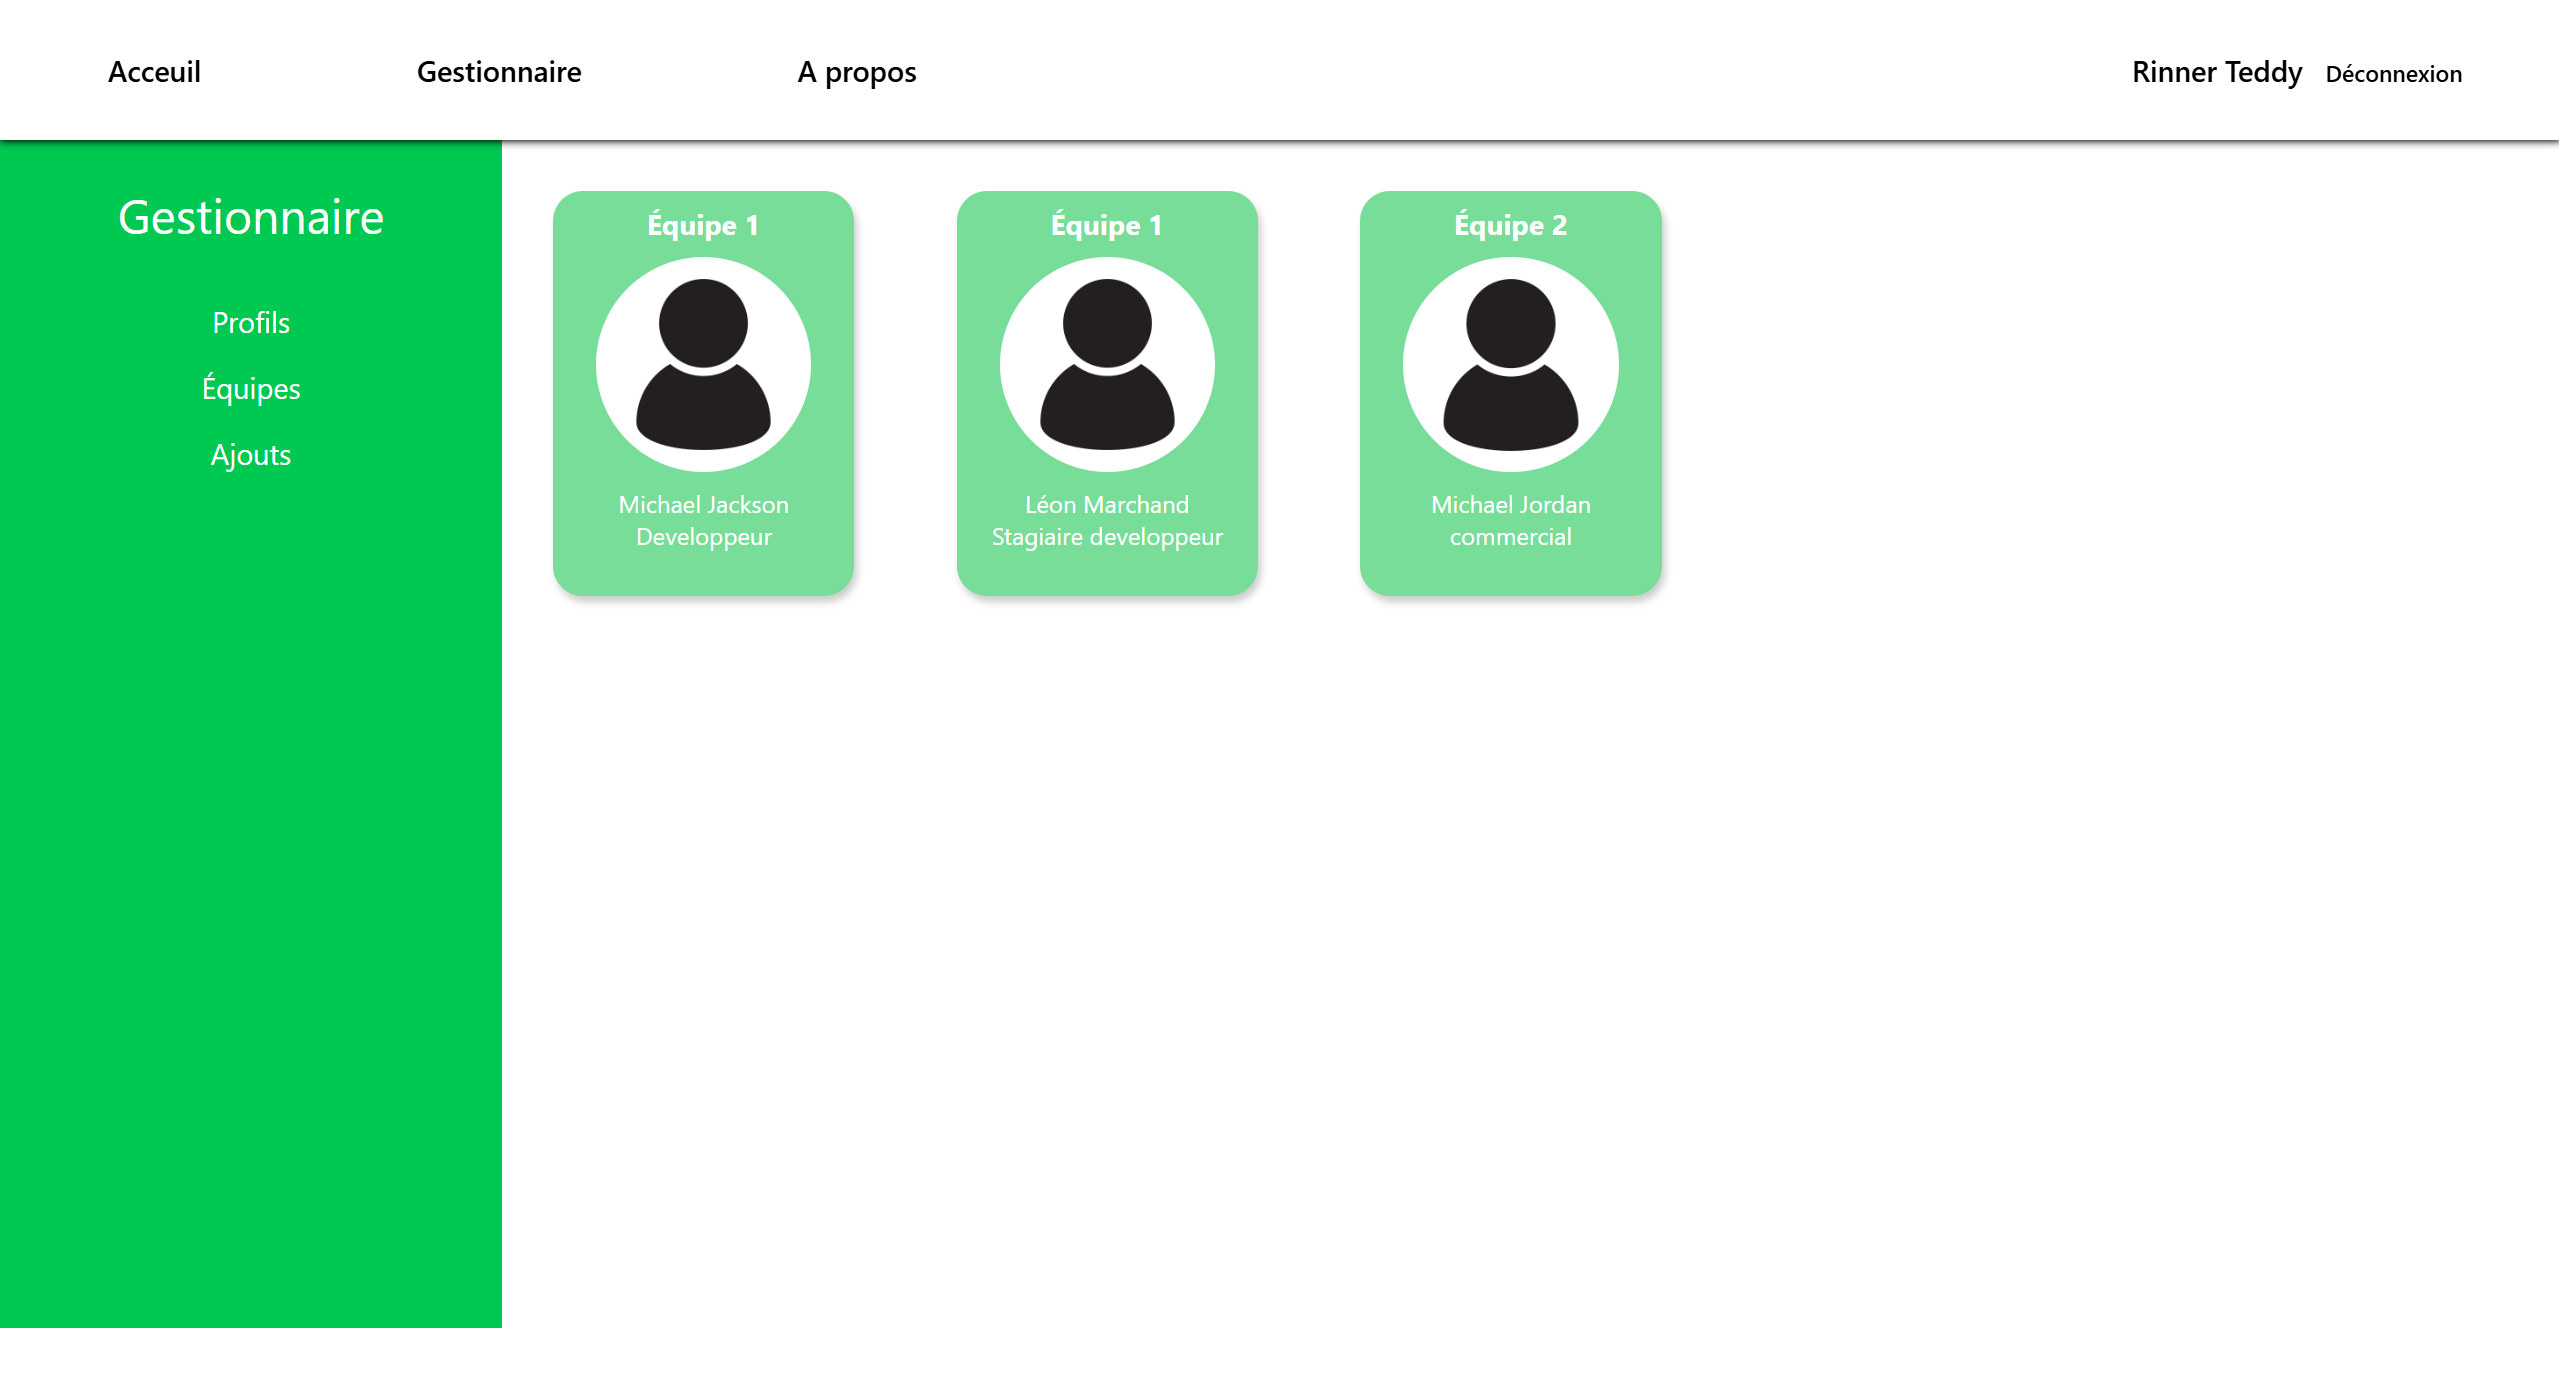 Acceuil
Gestionnaire
A propos
Rinner Teddy
Déconnexion
Gestionnaire
Profils
Équipes
Ajouts
Équipe 1
Michael Jackson
Developpeur
Équipe 1
Léon Marchand
Stagiaire developpeur
Équipe 2
Michael Jordan
commercial